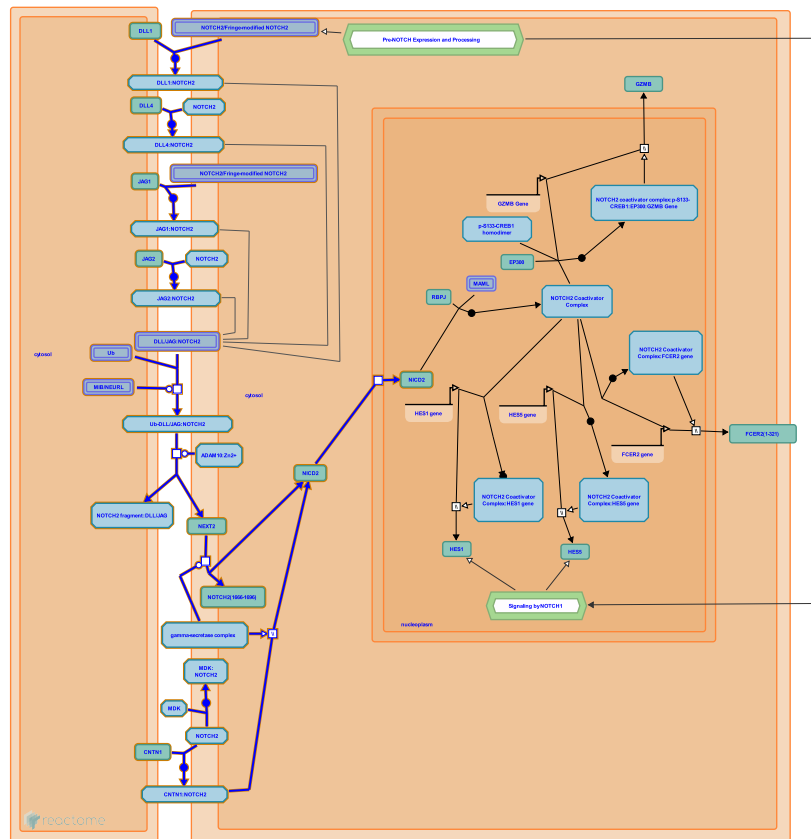 DLL1
NOTCH2/Fringe-modified NOTCH2
Pre-NOTCH Expression and Processing
DLL1:NOTCH2
GZMB
DLL4
NOTCH2
DLL4:NOTCH2
JAG1
NOTCH2/Fringe-modified NOTCH2
GZMB Gene
NOTCH2 coactivator complex:p-S133-
CREB1:EP300:GZMB Gene
JAG1:NOTCH2
p-S133-CREB1
homodimer
JAG2
NOTCH2
EP300
JAG2:NOTCH2
MAML
RBPJ
NOTCH2 Coactivator
Complex
DLL/JAG:NOTCH2
Ub
cytosol
NOTCH2 Coactivator
Complex:FCER2 gene
MIB/NEURL
cytosol
NICD2
HES1 gene
HES5 gene
Ub-DLL/JAG:NOTCH2
FCER2(1-321)
ADAM10:Zn2+
FCER2 gene
NICD2
NOTCH2 fragment:DLL/JAG
NOTCH2 Coactivator
Complex:HES1 gene
NOTCH2 Coactivator
Complex:HES5 gene
NEXT2
HES1
HES5
NOTCH2(1666-1696)
Signaling by NOTCH1
nucleoplasm
gamma-secretase complex
MDK:
NOTCH2
MDK
NOTCH2
CNTN1
CNTN1:NOTCH2
reactome